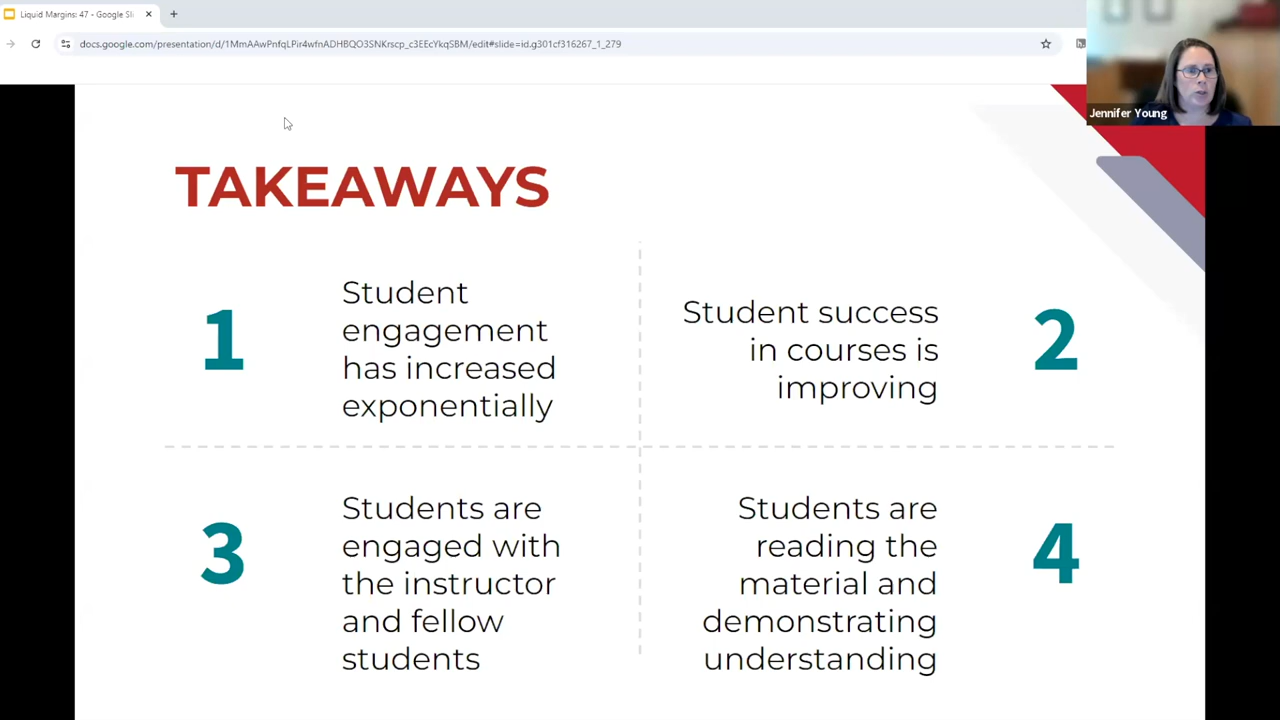 Liquid Margins: 47 - Google Sli
docs.google.com/presentation/d/1MmAAwPnfqLPir4wfnADHBQO3SNKrscp_c3EEcYkqSBM/edit#slide=id.g301cf316267_1_279
Jennifer Young
TAKEAWAYS
1
Student
engagement
has increased
exponentially
Student success
in courses is
improving
2
3
Students are
engaged with
the instructor
and fellow
students
Students are
reading the
material and
demonstrating
understanding
4